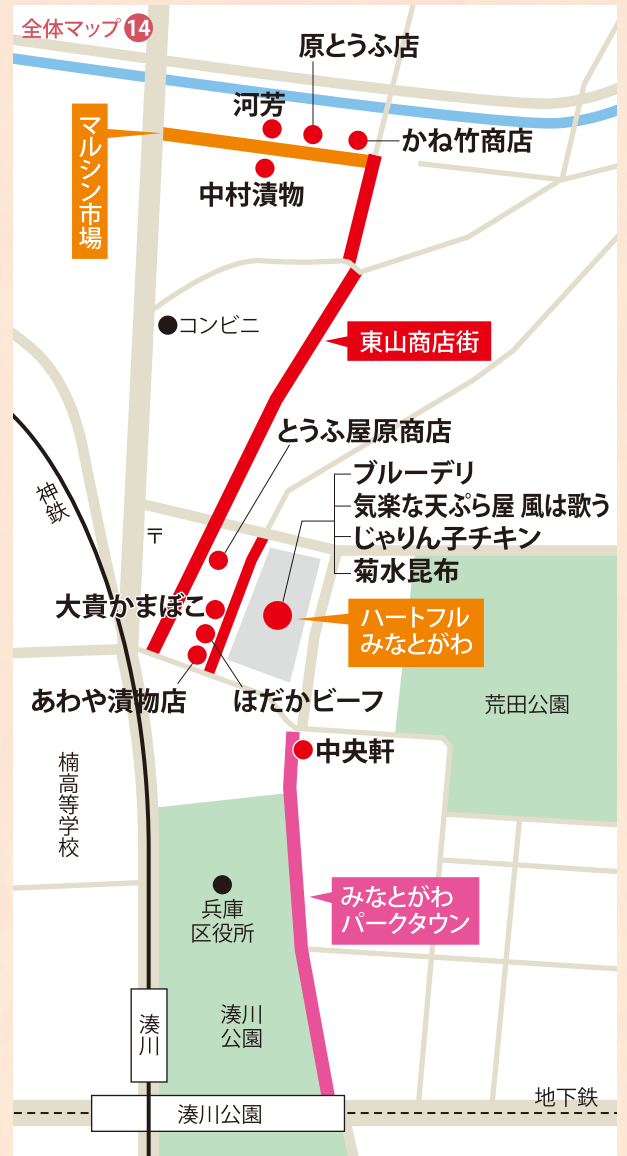 全体マップ14
原とうふ店
河芳
かね竹商店
マルシン市場
中村漬物
コンビニ
東山商店街
とうふ屋原商店
ブルーデリ
気楽な天ぷら屋 風は歌う
じゃりん子チキン
菊水昆布
神鉄
〒
大貴かまぼこ
ハートフル
みなとがわ
あわや漬物店
ほだかビーフ
荒田公園
中央軒
楠高等学校
みなとがわ
パークタウン
兵庫
区役所
湊川
公園
湊川
地下鉄
湊川公園